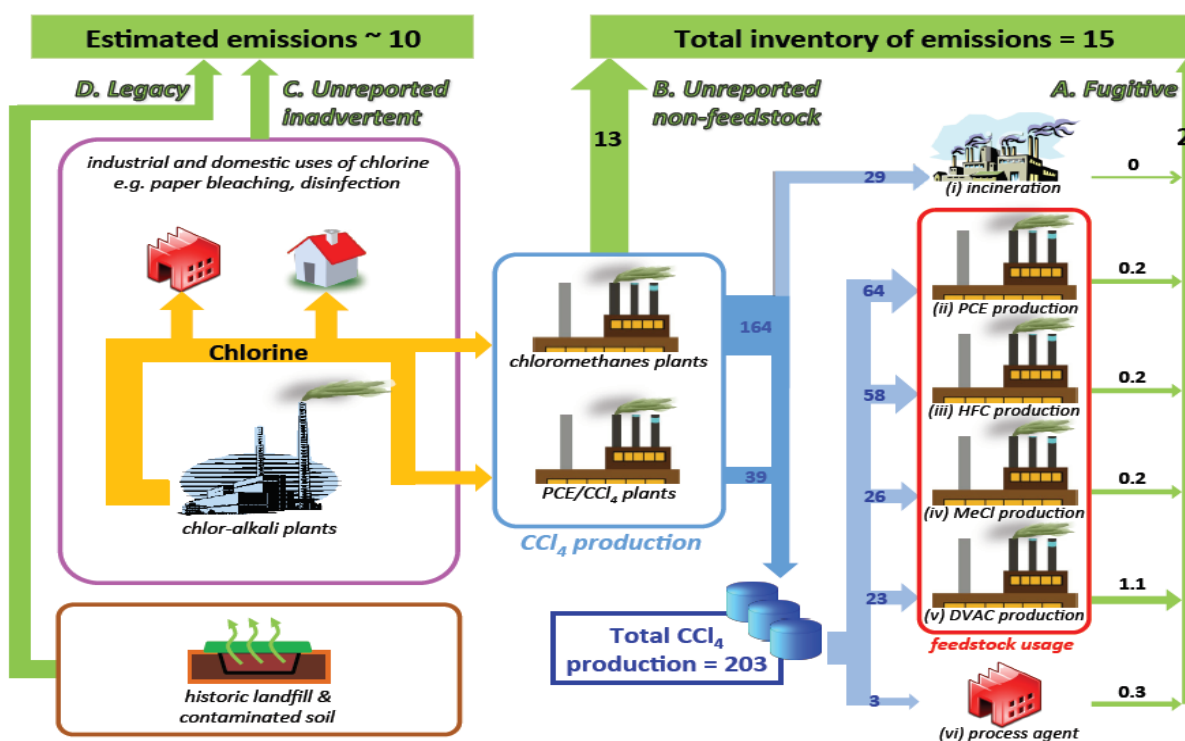 Estimated emissions ~ 10
Total inventory of emissions = 15
D. Legacy
C. Unreported
inadvertent
B. Unreported
non-feedstock
A. Fugitive
industrial and domestic uses of chlorine
e.g. paper bleaching, disinfection
13
2
29
(i) incineration
0
64
(ii) PCE production
0.2
Chlorine
164
chloromethanes plants
58
(iii) HFC production
0.2
39
PCE/CCl₄ plants
26
(iv) MeCl production
0.2
chlor-alkali plants
CCl₄ production
23
(v) DVAC production
1.1
Total CCl₄
production = 203
feedstock usage
historic landfill &
contaminated soil
3
(vi) process agent
0.3